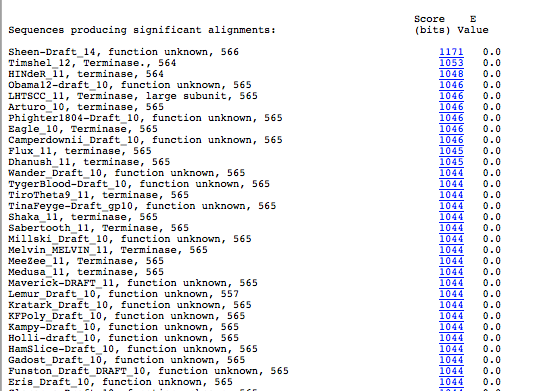 Score E
Sequences producing significant alignments: (bits) Value
Sheen-Draft_14, function unknown, 566 1171 0.0
Timshel_12, Terminase., 564 1053 0.0
HINdeR_11, terminase, 564 1048 0.0
Obama12-draft_10, function unknown, 565 1046 0.0
LHTSCC_11, Terminase, large subunit, 565 1046 0.0
Arturo_10, terminase, 565 1046 0.0
Phighter1804-Draft_10, function unknown, 565 1046 0.0
Eagle_10, Terminase, 565 1046 0.0
Camperdownii_Draft_10, function unknown, 565 1046 0.0
Flux_11, terminase, 565 1045 0.0
Dhanush_11, terminase, 565 1045 0.0
Wander_Draft_10, function unknown, 565 1044 0.0
TygerBlood-Draft_10, function unknown, 565 1044 0.0
TiroTheta9_11, terminase, 565 1044 0.0
TinaFeyge-Draft_gp10, function unknown, 565 1044 0.0
Shaka_11, terminase, 565 1044 0.0
Sabertooth_11, Terminase, 565 1044 0.0
Millski_Draft_10, function unknown, 565 1044 0.0
Melvin_MELVIN_11, Terminase, 565 1044 0.0
MeeZee_11, Terminase, 565 1044 0.0
Medusa_11, terminase, 565 1044 0.0
Maverick-DRAFT_11, function unknown, 565 1044 0.0
Lemur_Draft_10, function unknown, 557 1044 0.0
Kratark_Draft_10, function unknown, 565 1044 0.0
KFPoly_Draft_10, function unknown, 565 1044 0.0
Kampy-Draft_10, function unknown, 565 1044 0.0
Holli-draft_10, function unknown, 565 1044 0.0
HamSlice-Draft_10, function unknown, 565 1044 0.0
Gadost_Draft_10, function unknown, 565 1044 0.0
Funston_Draft_DRAFT_10, function unknown, 565 1044 0.0
Eris_Draft_10, function unknown, 565 1044 0.0